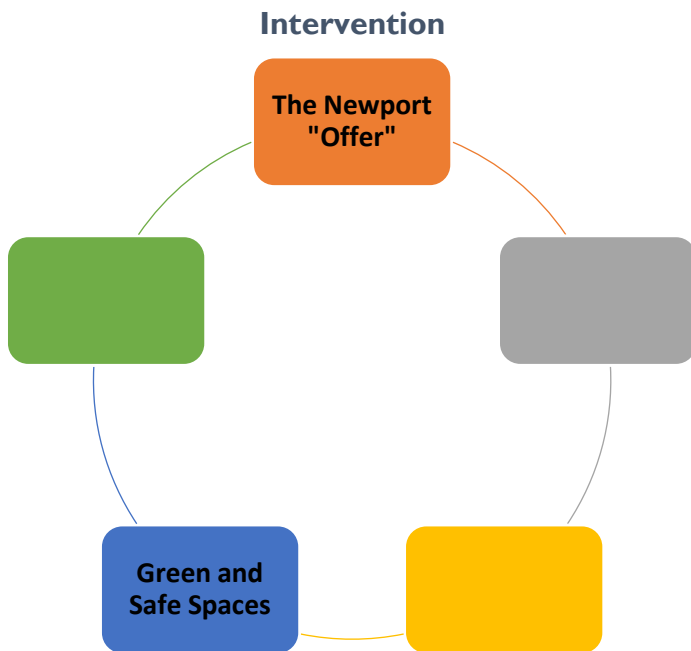 Intervention
The Newport
"Offer"
Green and
Safe Spaces